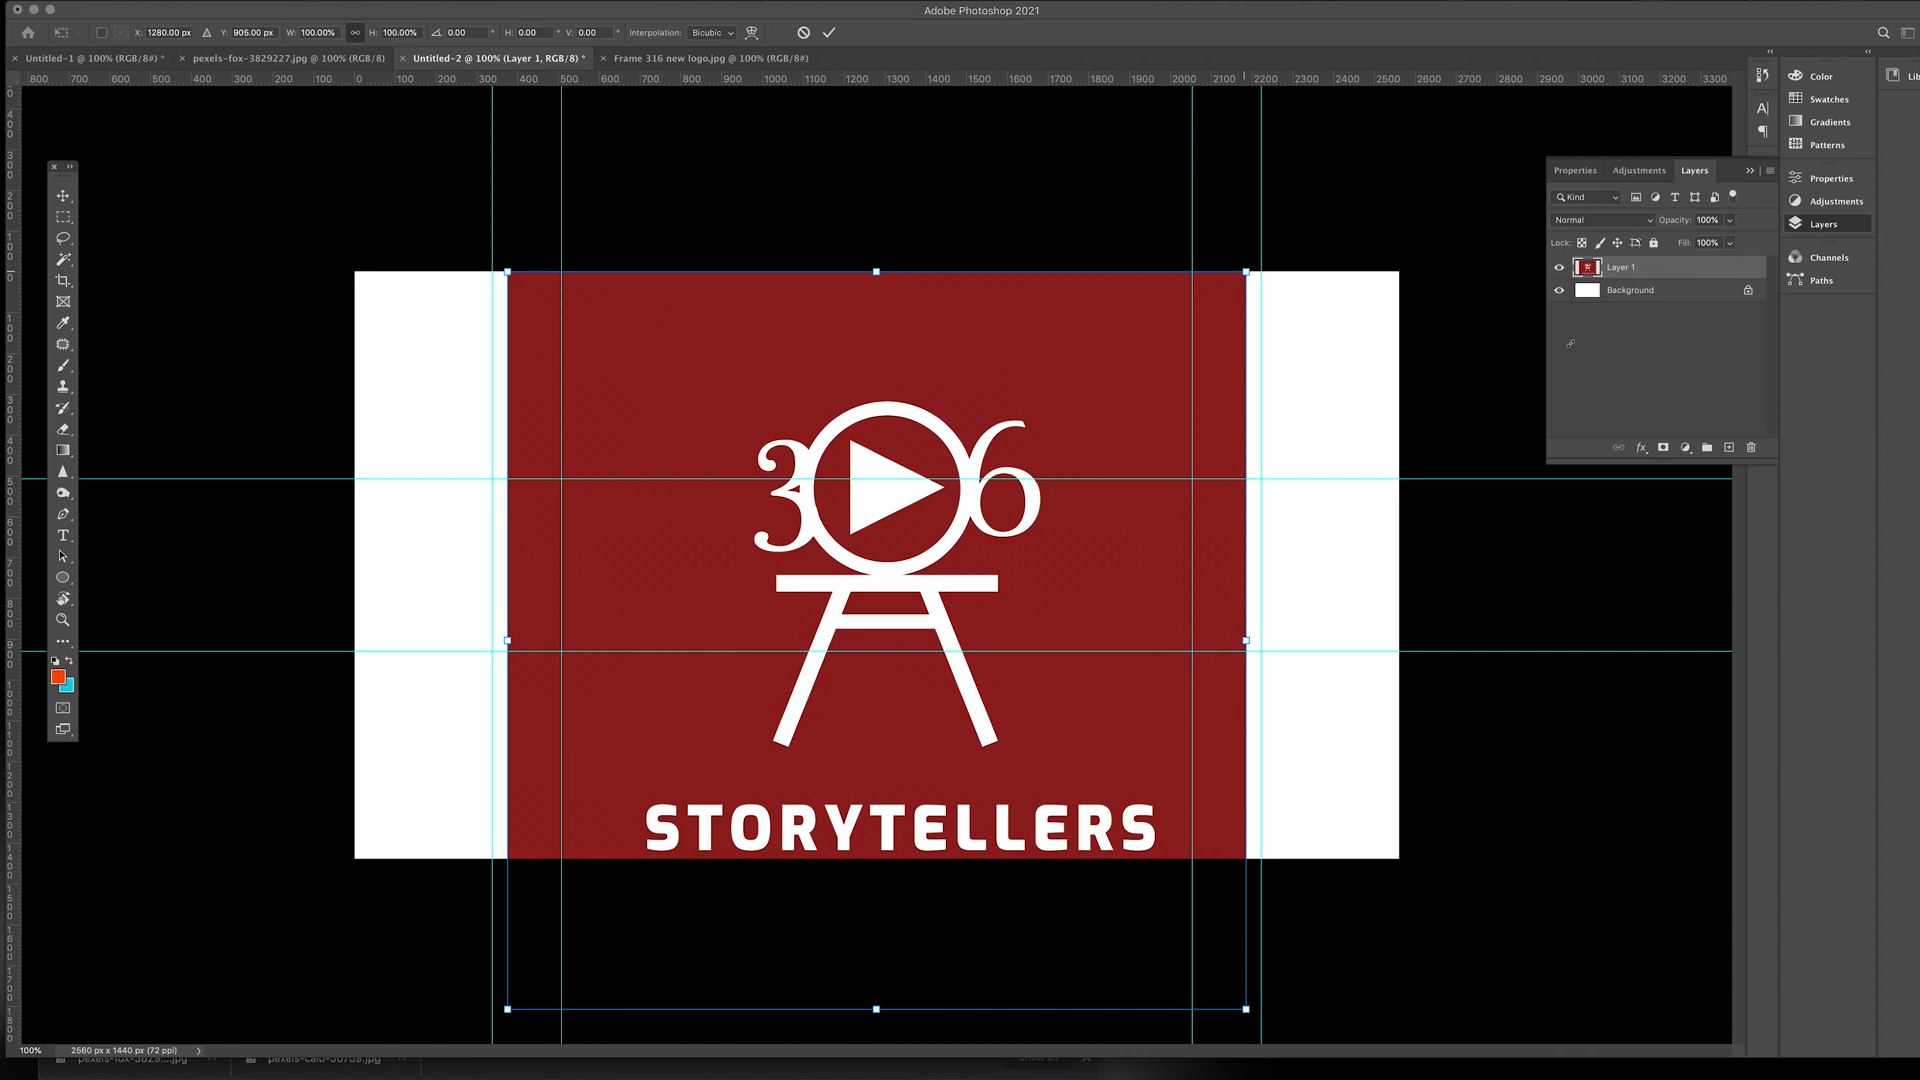 Adobe Photoshop 2021
X: 1280.00 px Y: 905.00 px W: 100.00% H: 100.00% 0.00 ° H: 0.00 ° V: 0.00 ° Interpolation: Bicubic
× Untitled-1 @ 100% (RGB/8#) * × pexels-fox-3829227.jpg @ 100% (RGB/8) × Untitled-2 @ 100% (Layer 1, RGB/8) * × Frame 316 new logo.jpg @ 100% (RGB/8#)
800 700 600 500 400 300 200 100 0 100 200 300 400 500 600 700 800 900 1000 1100 1200 1300 1400 1500 1600 1700 1800 1900 2000 2100 2200 2300 2400 2500 2600 2700 2800 2900 3000 3100 3200 3300
Color
Lib
Swatches
Gradients
Patterns
Properties
Adjustments
Layers
Channels
Paths
Properties Adjustments Layers
Kind
Normal Opacity: 100%
Lock: Fill: 100%
Layer 1
Background
fx
3 6
STORYTELLERS
100% 2560 px x 1440 px (72 ppi)